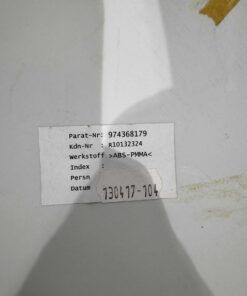 Parat-Nr: 974368179
Kdn-Nr : R10132324
Werkstoff >ABS-PMMA<
Index :
Persn
Datum 130417-104